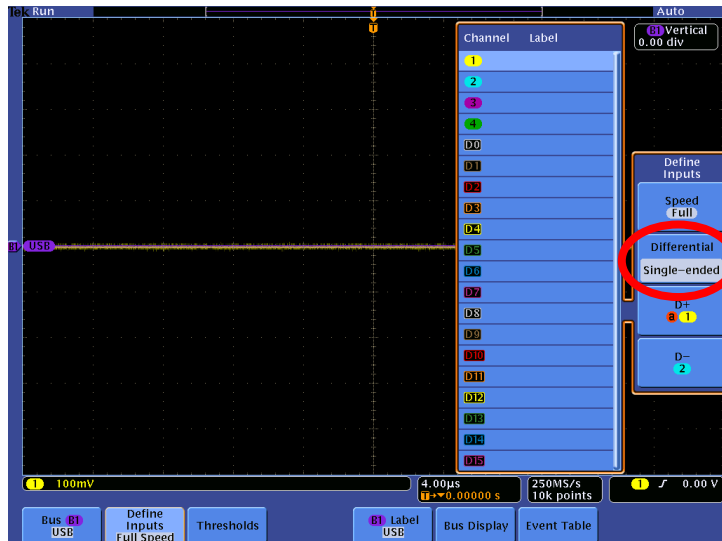 Tek Run
Auto
T
T
Channel Label
1
2
3
4
D0
D1
D2
D3
D4
D5
D6
D7
D8
D9
D10
D11
D12
D13
D14
D15
B1 Vertical
0.00 div
Define
Inputs
Speed
Full
Differential
Single-ended
D+
a 1
D-
2
B1 USB
1 100mV
4.00µs
T→▼0.00000 s
250MS/s
10k points
1 0.00 V
Bus B1
USB
Define
Inputs
Full Speed
Thresholds
B1 Label
USB
Bus Display
Event Table